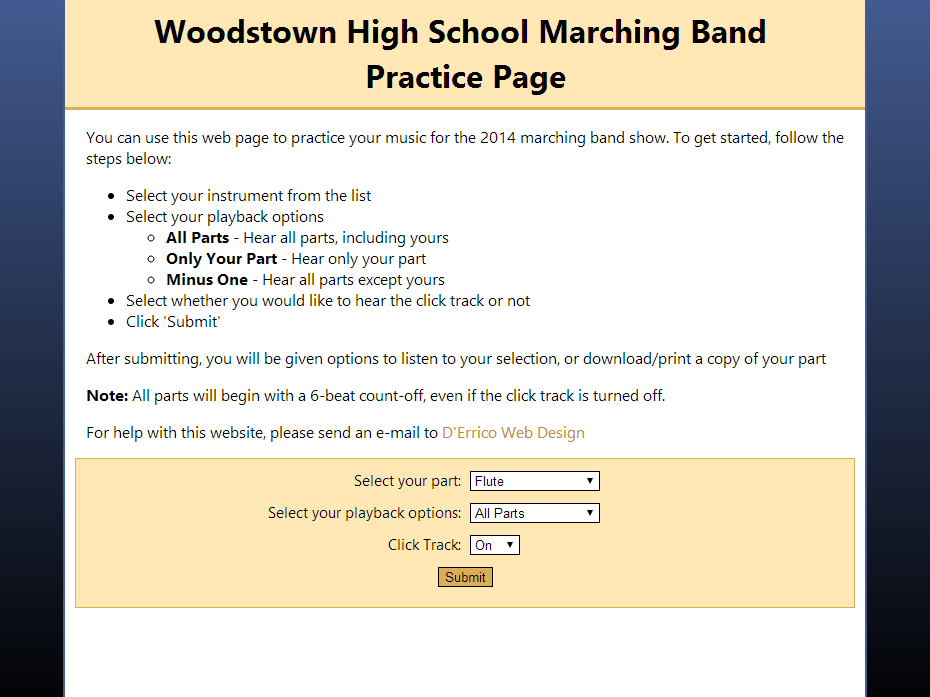 Woodstown High School Marching Band
Practice Page
You can use this web page to practice your music for the 2014 marching band show. To get started, follow the
steps below:
Select your instrument from the list
Select your playback options
All Parts - Hear all parts, including yours
Only Your Part - Hear only your part
Minus One - Hear all parts except yours
Select whether you would like to hear the click track or not
Click 'Submit'
After submitting, you will be given options to listen to your selection, or download/print a copy of your part
Note: All parts will begin with a 6-beat count-off, even if the click track is turned off.
For help with this website, please send an e-mail to D'Errico Web Design
Select your part: Flute
Select your playback options: All Parts
Click Track: On
Submit